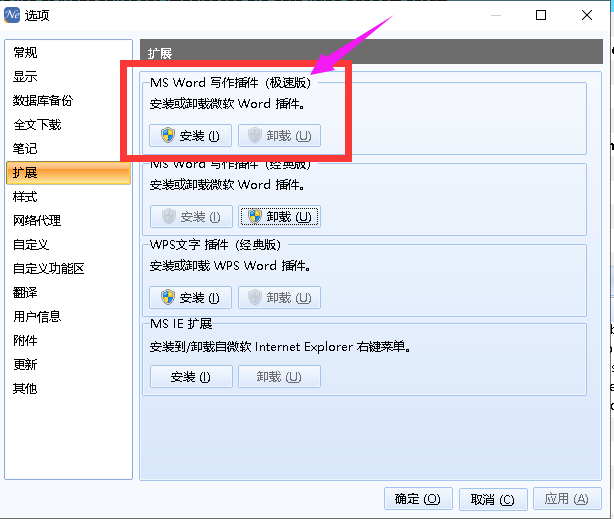 Ne 选项
常规
显示
数据库备份
全文下载
笔记
扩展
样式
网络代理
自定义
自定义功能区
翻译
用户信息
附件
更新
其他
扩展
MS Word 写作插件 (极速版)
安装或卸载微软 Word 插件。
安装 (I) 卸载 (U)
MS Word 写作插件 (经典版)
安装或卸载微软 Word 插件。
安装 (I) 卸载 (U)
WPS文字 插件 (经典版)
安装或卸载 WPS Word 插件。
安装 (I) 卸载 (U)
MS IE 扩展
安装到/卸载自微软 Internet Explorer 右键菜单。
安装 (I) 卸载 (U)
确定 (O) 取消 (C) 应用 (A)